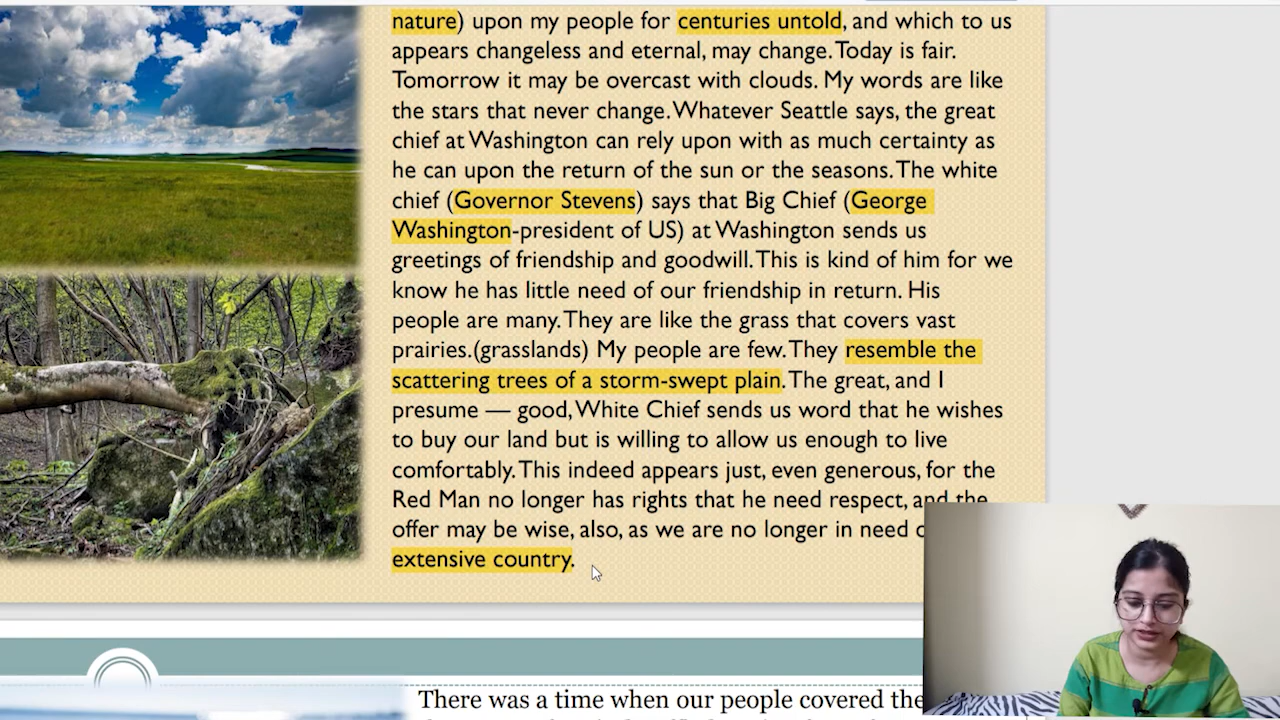 nature) upon my people for centuries untold, and which to us
appears changeless and eternal, may change. Today is fair.
Tomorrow it may be overcast with clouds. My words are like
the stars that never change. Whatever Seattle says, the great
chief at Washington can rely upon with as much certainty as
he can upon the return of the sun or the seasons. The white
chief (Governor Stevens) says that Big Chief (George
Washington-president of US) at Washington sends us
greetings of friendship and goodwill. This is kind of him for we
know he has little need of our friendship in return. His
people are many. They are like the grass that covers vast
prairies.(grasslands) My people are few. They resemble the
scattering trees of a storm-swept plain. The great, and I
presume — good, White Chief sends us word that he wishes
to buy our land but is willing to allow us enough to live
comfortably. This indeed appears just, even generous, for the
Red Man no longer has rights that he need respect, and the
offer may be wise, also, as we are no longer in need
extensive country.
There was a time when our people covered the